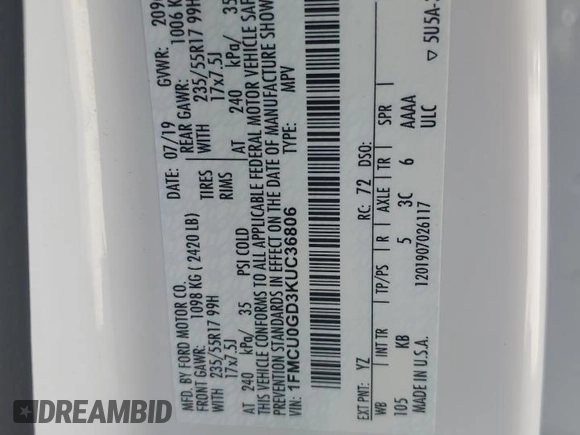 MFD. BY FORD MOTOR CO.
DATE: 07/19
GVWR:
FRONT GAWR: 1098 KG ( 2420 LB)
REAR GAWR: 1006 K
WITH 235/55R17 99H TIRES WITH 235/55R17 99H
17x7.5J RIMS 17x7.5J
AT 240 kPa/ 35 PSI COLD AT 240 kPa/ 35
THIS VEHICLE CONFORMS TO ALL APPLICABLE FEDERAL MOTOR VEHICLE SAF
PREVENTION STANDARDS IN EFFECT ON THE DATE OF MANUFACTURE SHOW
VIN: 1FMCU0GD3KUC36806
TYPE: MPV
EXT PNT: YZ RC: 72 DSO:
WB INT TR TP/PS R AXLE TR SPR
105 KB 5 3C 6 AAAA
1201907026117 ULC
MADE IN U.S.A. ▽ 5U5A-
DREAMBID